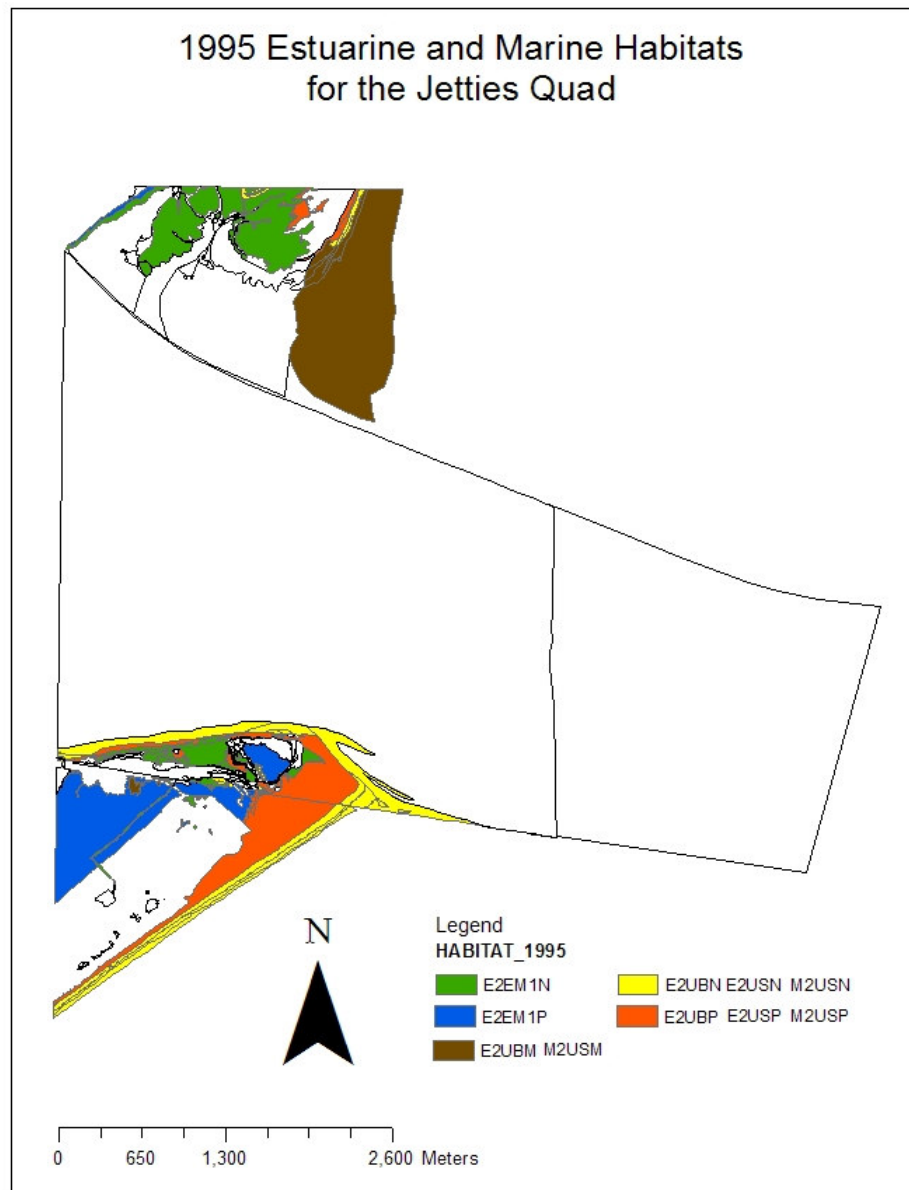 1995 Estuarine and Marine Habitats
for the Jetties Quad
N
Legend
HABITAT_1995
E2EM1N
E2UBN E2USN M2USN
E2EM1P
E2UBP E2USP M2USP
E2UBM M2USM
0 650 1,300 2,600 Meters